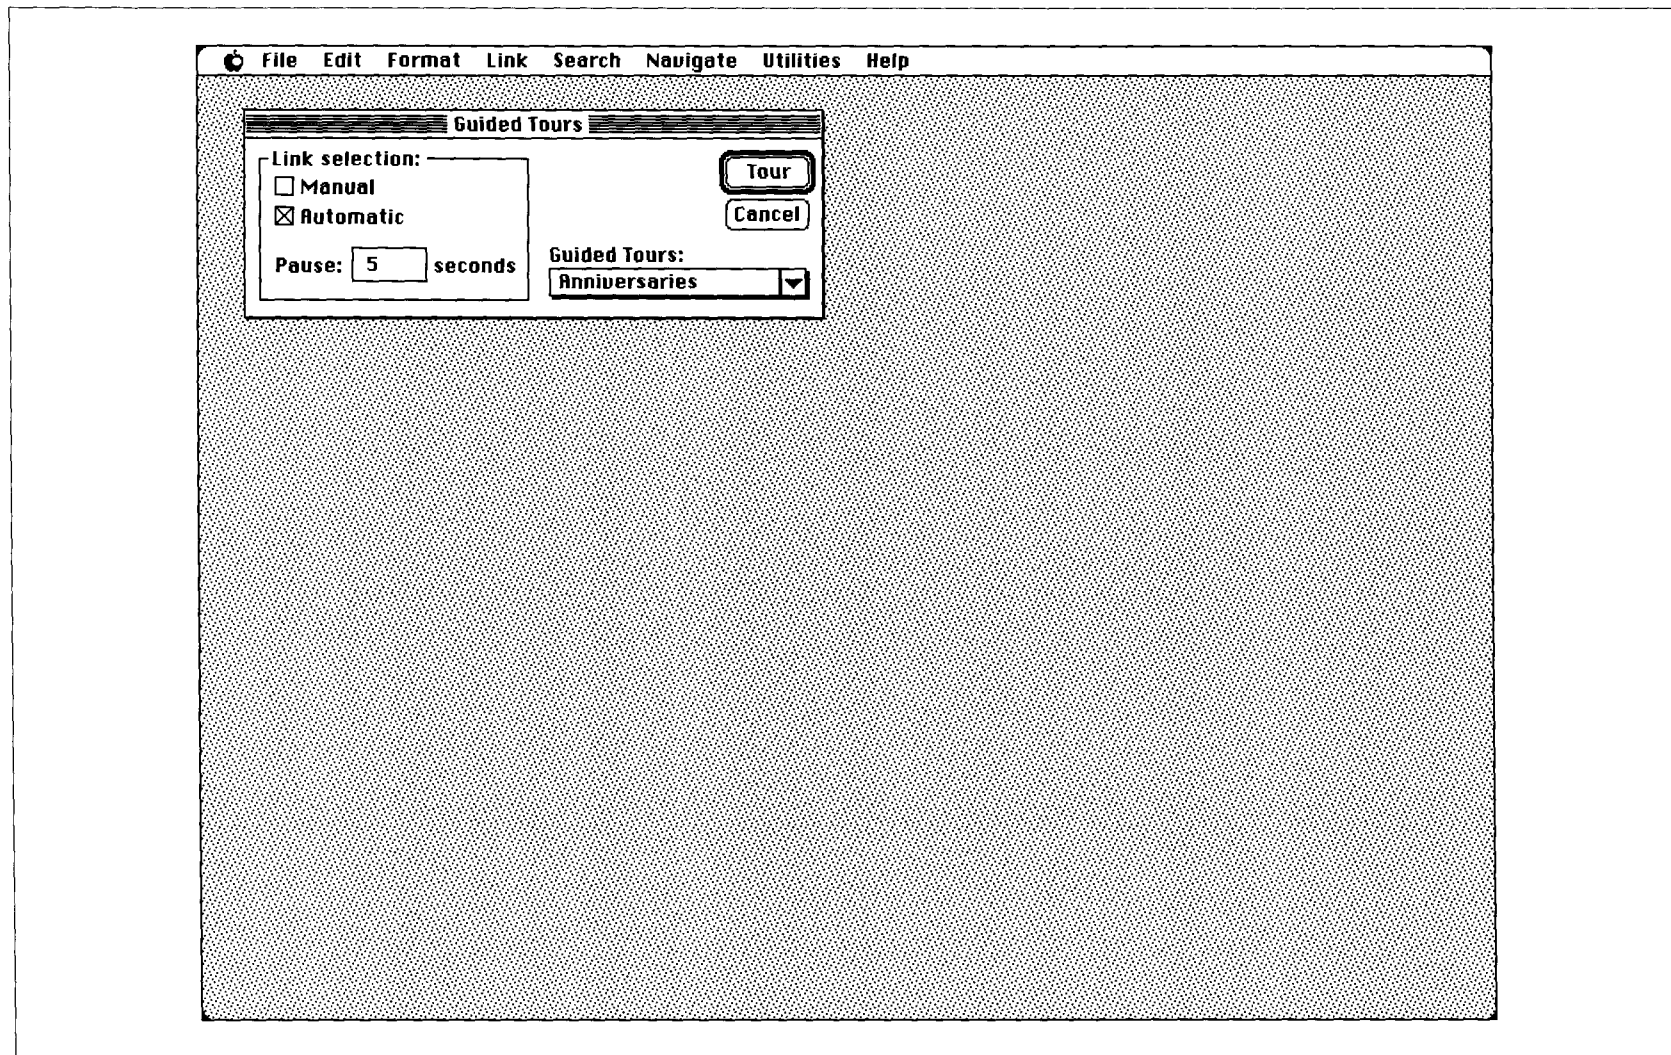 File Edit Format Link Search Navigate Utilities Help
Guided Tours
Link selection:
Manual
Automatic
Pause: 5 seconds
Tour
Cancel
Guided Tours:
Anniversaries